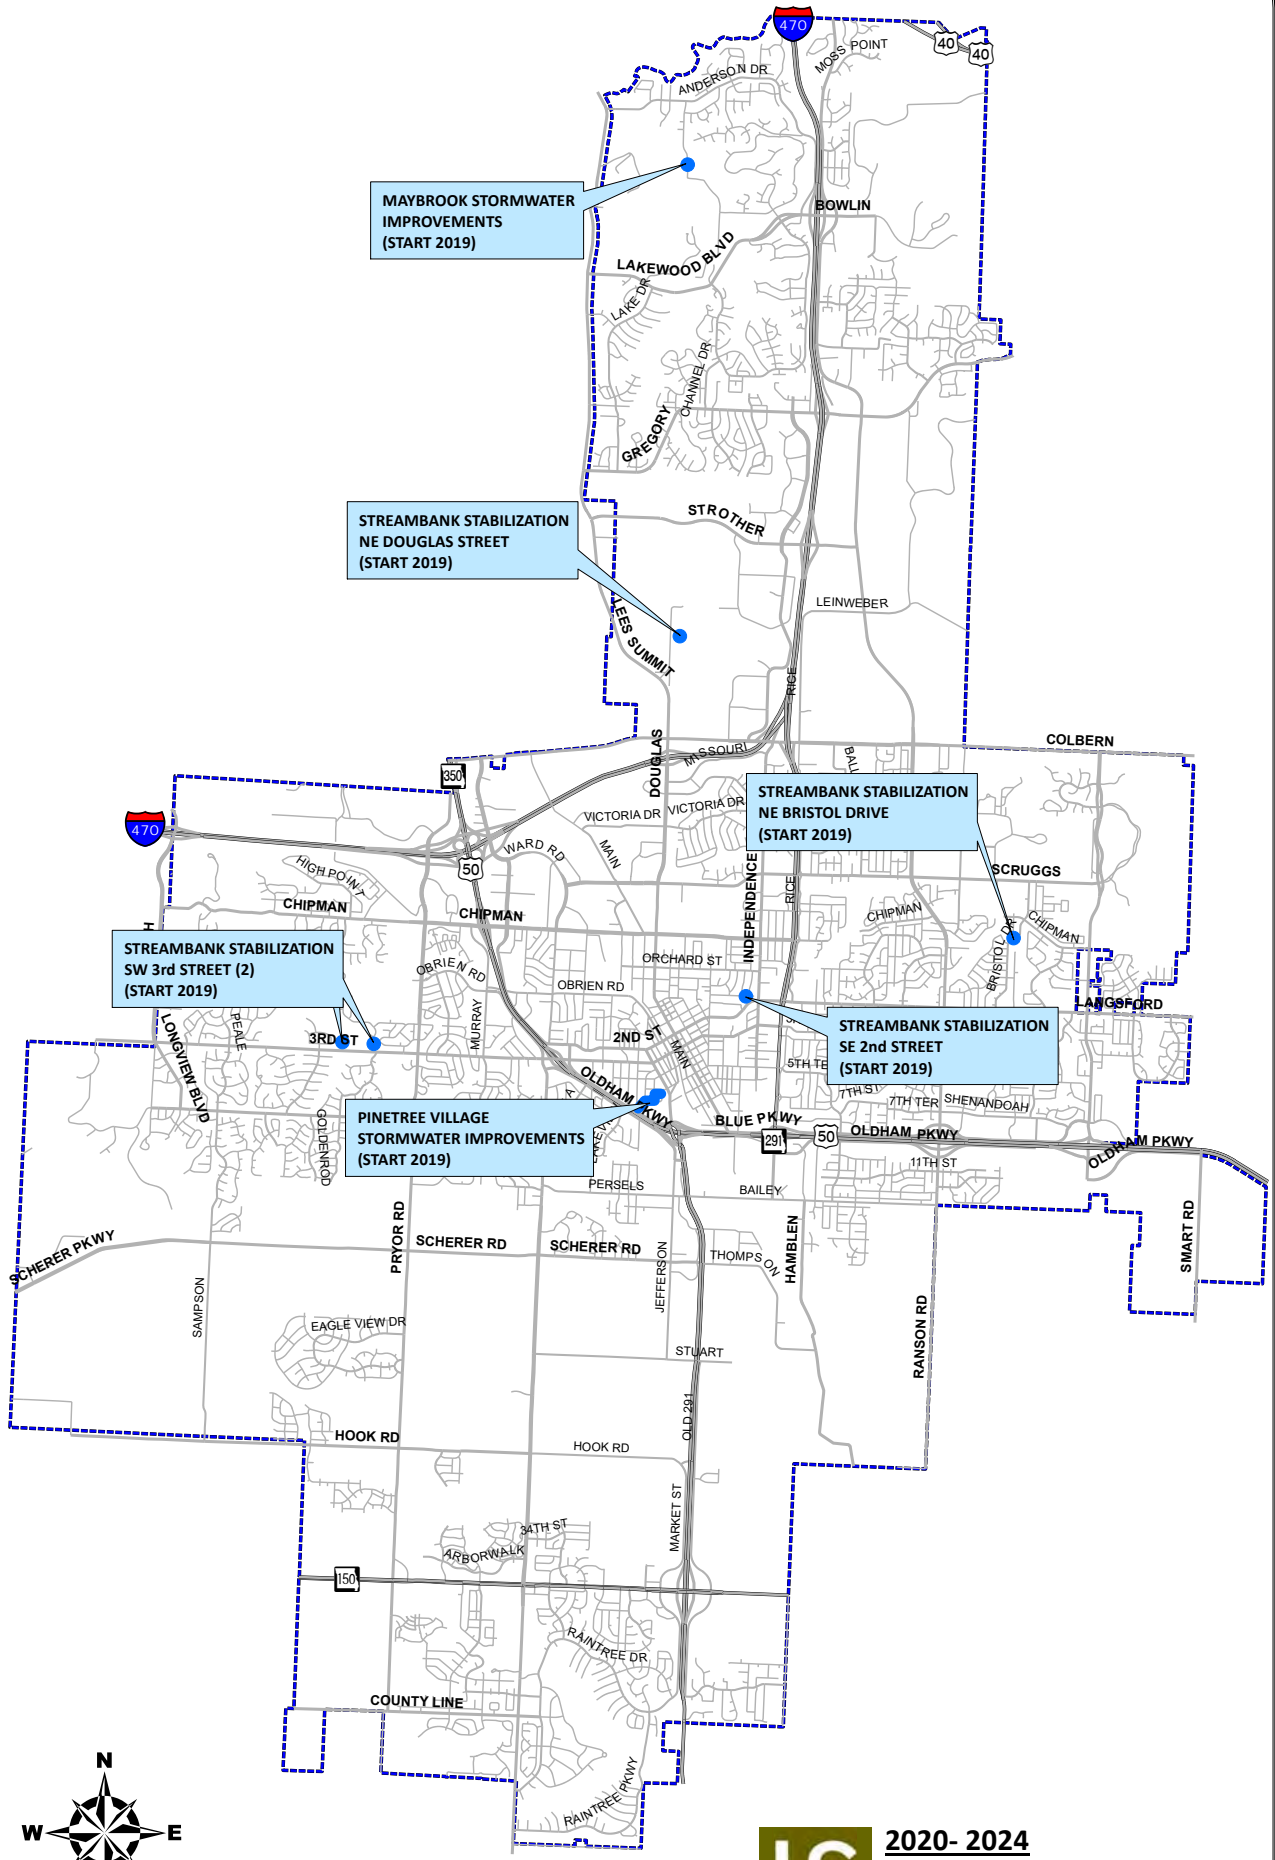 470
MOSS POINT
40
40
ANDERSON DR
MAYBROOK STORMWATER
IMPROVEMENTS
(START 2019)
BOWLIN
LAKEWOOD BLVD
LAKE DR
CHANNEL DR
GREGORY
STREAMBANK STABILIZATION
NE DOUGLAS STREET
(START 2019)
STROTHER
LEINWEBER
LEES SUMMIT
RICE
DOUGLAS
MISSOURI
COLBERN
350
STREAMBANK STABILIZATION
NE BRISTOL DRIVE
(START 2019)
VICTORIA DR
VICTORIA DR
470
WARD RD
MAIN
50
HIGH POINT
INDEPENDENCE
RICE
SCRUGGS
CHIPMAN
CHIPMAN
CHIPMAN
CHIPMAN
BRISTOL DR
STREAMBANK STABILIZATION
SW 3rd STREET (2)
(START 2019)
OBRIEN RD
OBRIEN RD
ORCHARD ST
LANGSFORD
STREAMBANK STABILIZATION
SE 2nd STREET
(START 2019)
LONGVIEW BLVD
PEALE
3RD ST
MURRAY
2ND ST
MAIN
5TH TE
7TH ST
7TH TER
SHENANDOAH
OLDHAM PKWY
PINETREE VILLAGE
STORMWATER IMPROVEMENTS
(START 2019)
GOLDENROD
BLUE PKWY
291
50
OLDHAM PKWY
OLDHAM PKWY
11TH ST
PERSELS
BAILEY
PRYOR RD
SCHERER PKWY
SCHERER RD
SCHERER RD
JEFFERSON
THOMPSON
HAMBLEN
SMART RD
SAMPSON
RANSON RD
EAGLE VIEW DR
STUART
OLD 291
HOOK RD
HOOK RD
MARKET ST
34TH ST
ARBORWALK
150
RAINTREE DR
COUNTY LINE
RAINTREE PKWY
N
W
E
2020- 2024